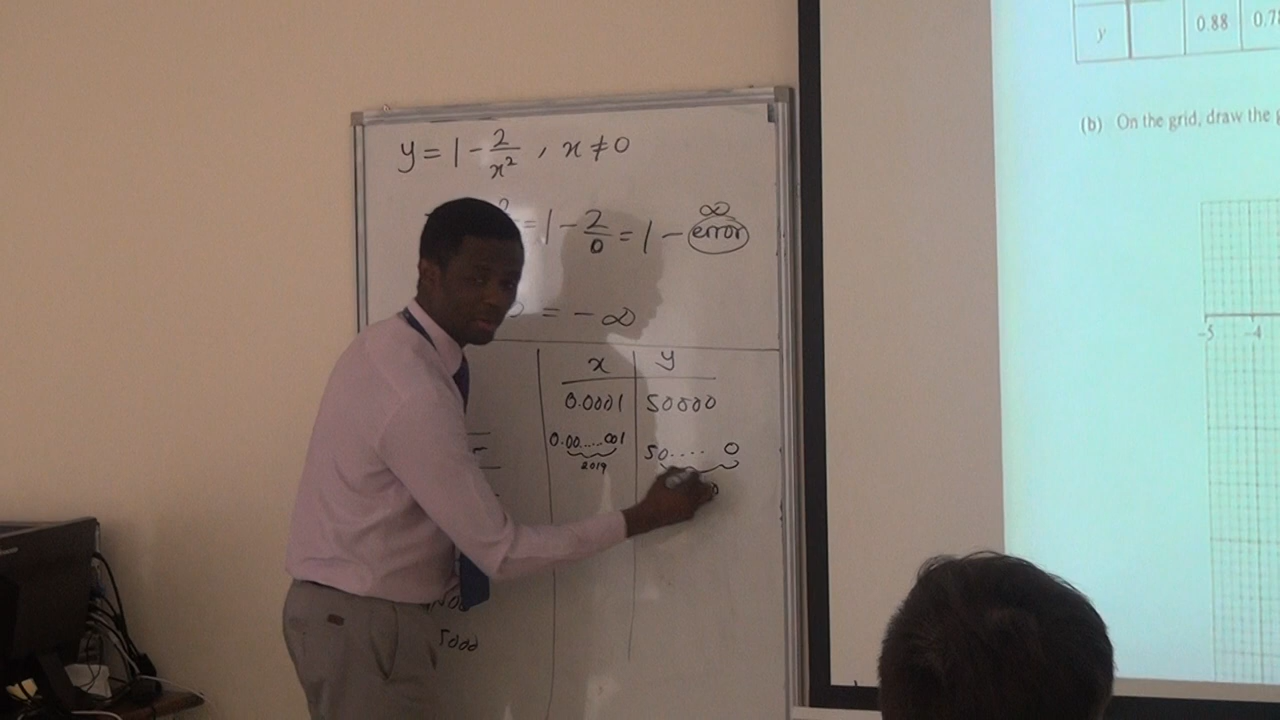 y = 1 - 2/x² , x ≠ 0
= 1 - 2/0 = 1 - error
∞
= - ∞
x y
0.0001 50000
0.00.....001 50.... 0
2019
5000
y 0.88
(b) On the grid, draw the
-5 -4